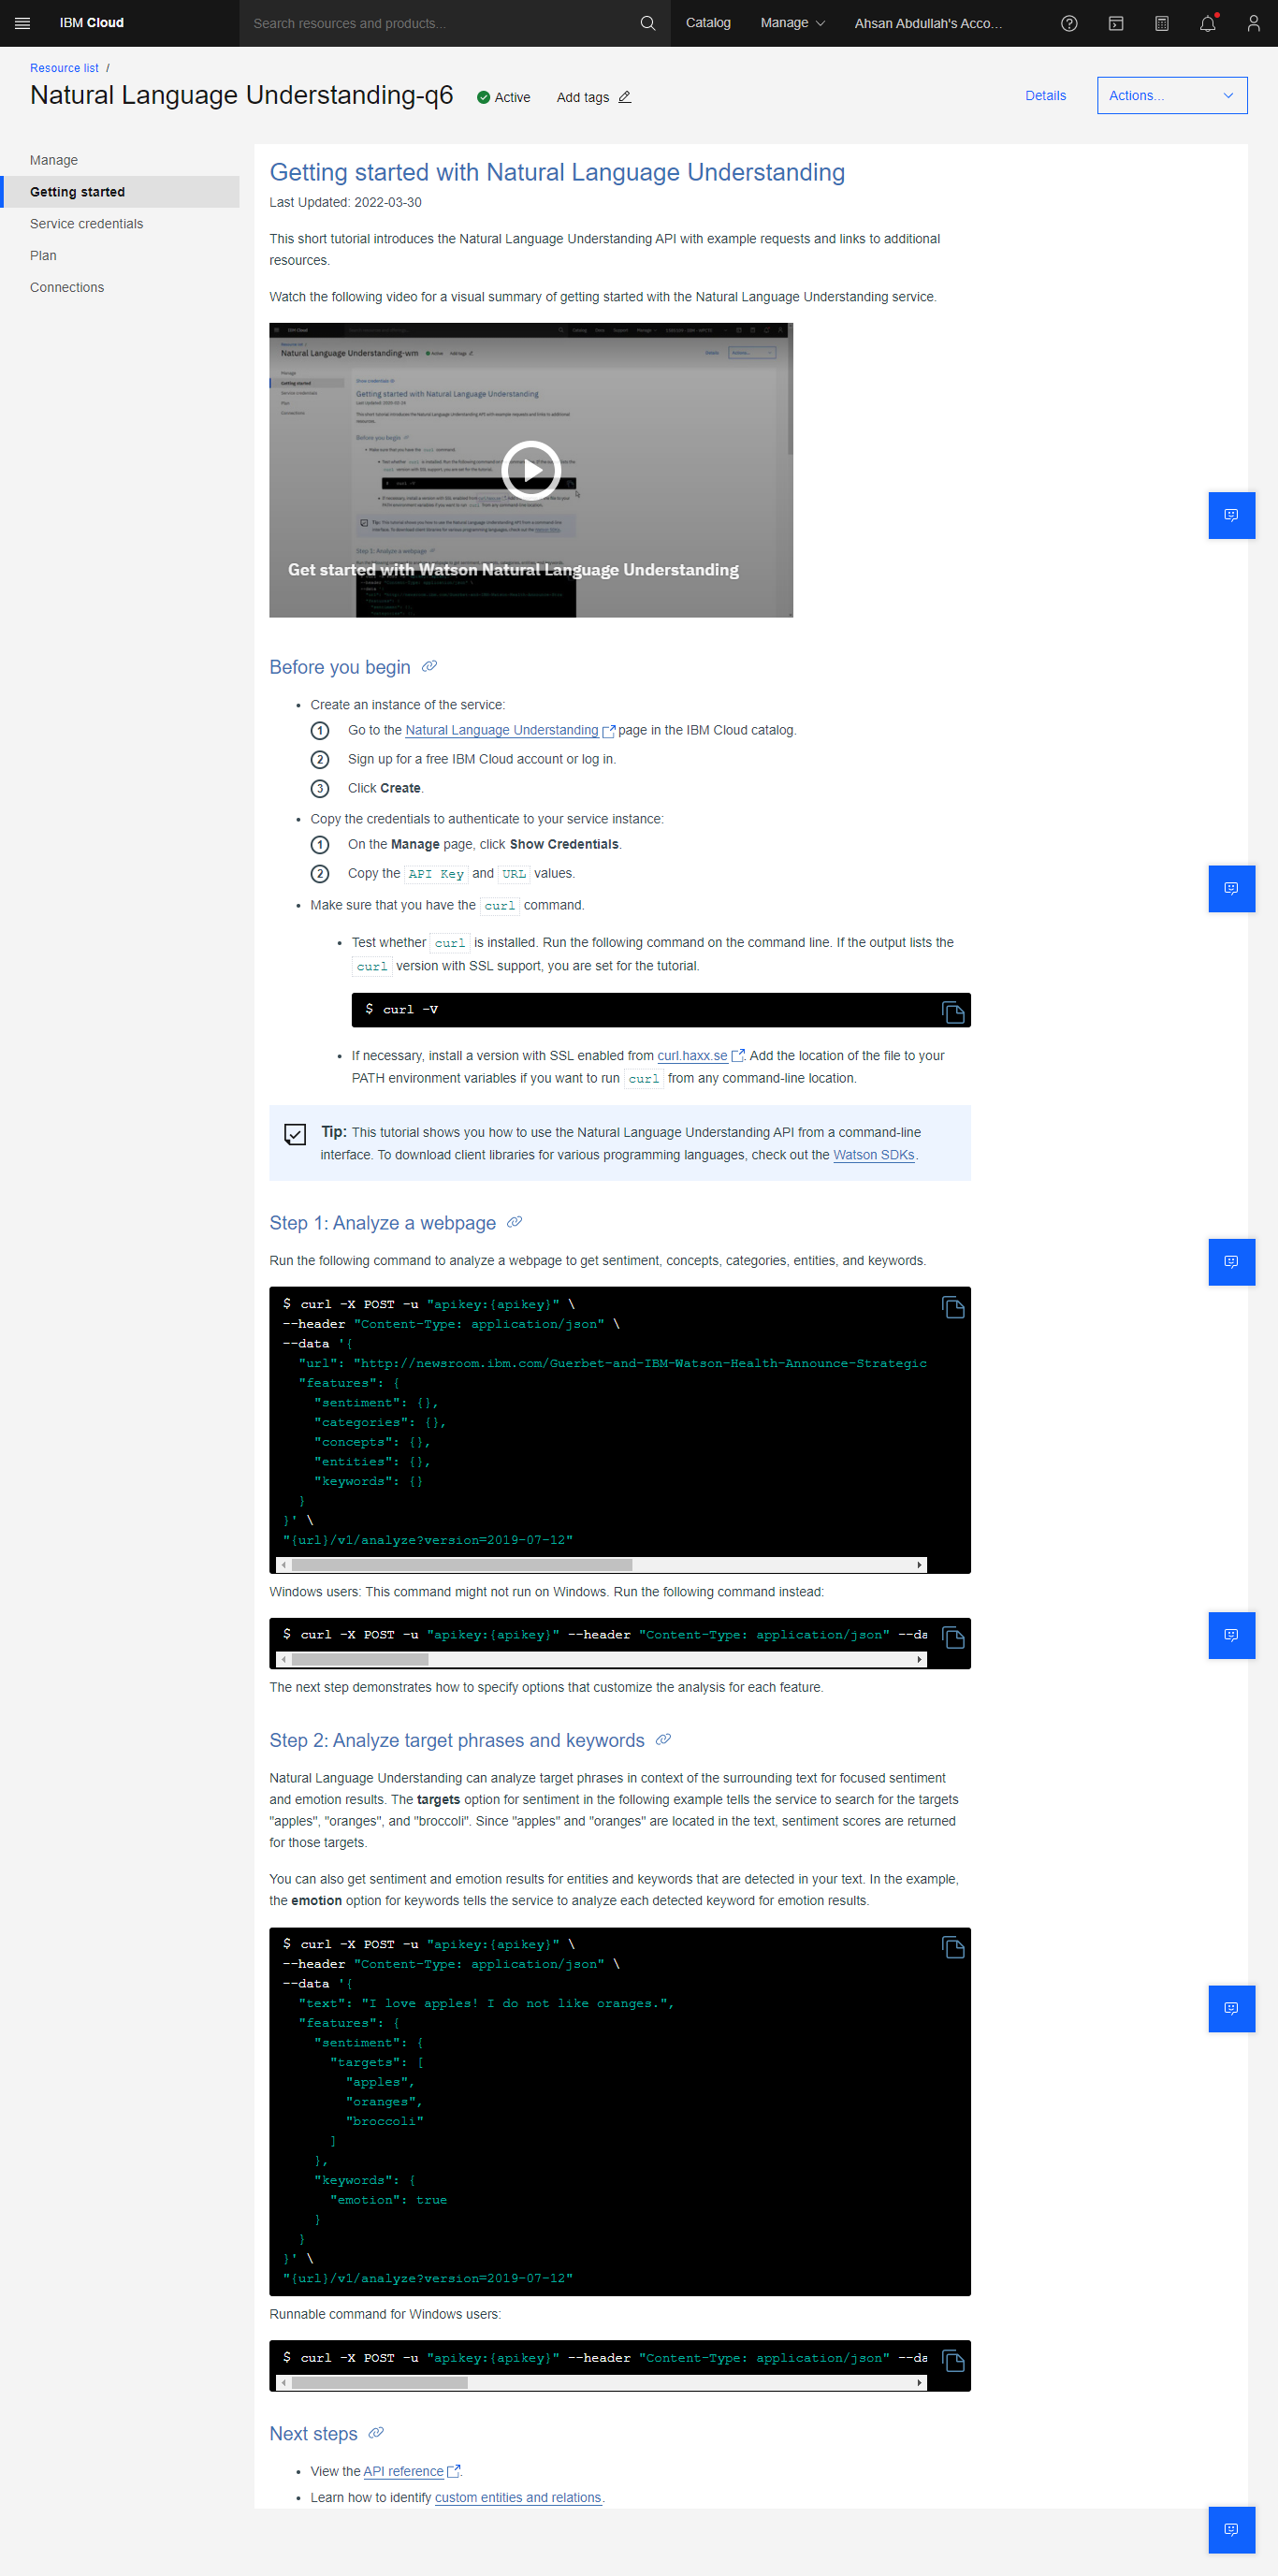 IBM Cloud
Search resources and products...
Catalog
Manage
Ahsan Abdullah's Acco...
Resource list /
Natural Language Understanding-q6
Active
Add tags
Details
Actions...
Manage
Getting started
Service credentials
Plan
Connections
Getting started with Natural Language Understanding
Last Updated: 2022-03-30
This short tutorial introduces the Natural Language Understanding API with example requests and links to additional
resources.
Watch the following video for a visual summary of getting started with the Natural Language Understanding service.
Natural Language Understanding-wm
Getting started with Natural Language Understanding
Before you begin
Step 1: Analyze a webpage
Get started with Watson Natural Language Understanding
Before you begin
• Create an instance of the service:
1 Go to the Natural Language Understanding page in the IBM Cloud catalog.
2 Sign up for a free IBM Cloud account or log in.
3 Click Create.
• Copy the credentials to authenticate to your service instance:
1 On the Manage page, click Show Credentials.
2 Copy the API Key and URL values.
• Make sure that you have the curl command.
• Test whether curl is installed. Run the following command on the command line. If the output lists the
curl version with SSL support, you are set for the tutorial.
$ curl -V
• If necessary, install a version with SSL enabled from curl.haxx.se. Add the location of the file to your
PATH environment variables if you want to run curl from any command-line location.
Tip: This tutorial shows you how to use the Natural Language Understanding API from a command-line
interface. To download client libraries for various programming languages, check out the Watson SDKs.
Step 1: Analyze a webpage
Run the following command to analyze a webpage to get sentiment, concepts, categories, entities, and keywords.
$ curl -X POST -u "apikey:{apikey}" \
--header "Content-Type: application/json" \
--data '{
"url": "http://newsroom.ibm.com/Guerbet-and-IBM-Watson-Health-Announce-Strategic
"features": {
"sentiment": {},
"categories": {},
"concepts": {},
"entities": {},
"keywords": {}
}
}' \
"{url}/v1/analyze?version=2019-07-12"
Windows users: This command might not run on Windows. Run the following command instead:
$ curl -X POST -u "apikey:{apikey}" --header "Content-Type: application/json" --da
The next step demonstrates how to specify options that customize the analysis for each feature.
Step 2: Analyze target phrases and keywords
Natural Language Understanding can analyze target phrases in context of the surrounding text for focused sentiment
and emotion results. The targets option for sentiment in the following example tells the service to search for the targets
"apples", "oranges", and "broccoli". Since "apples" and "oranges" are located in the text, sentiment scores are returned
for those targets.
You can also get sentiment and emotion results for entities and keywords that are detected in your text. In the example,
the emotion option for keywords tells the service to analyze each detected keyword for emotion results.
$ curl -X POST -u "apikey:{apikey}" \
--header "Content-Type: application/json" \
--data '{
"text": "I love apples! I do not like oranges.",
"features": {
"sentiment": {
"targets": [
"apples",
"oranges",
"broccoli"
]
},
"keywords": {
"emotion": true
}
}
}' \
"{url}/v1/analyze?version=2019-07-12"
Runnable command for Windows users:
$ curl -X POST -u "apikey:{apikey}" --header "Content-Type: application/json" --da
Next steps
• View the API reference.
• Learn how to identify custom entities and relations.